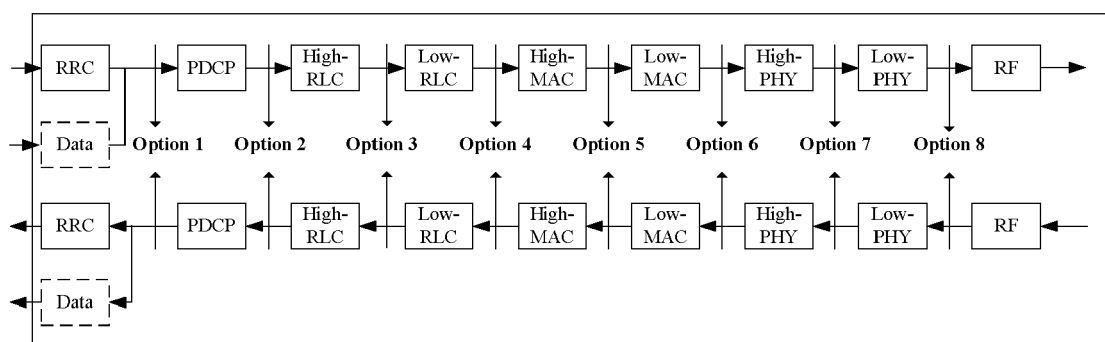 RRC
PDCP
High-
RLC
Low-
RLC
High-
MAC
Low-
MAC
High-
PHY
Low-
PHY
RF
Data
Option 1
Option 2
Option 3
Option 4
Option 5
Option 6
Option 7
Option 8
RRC
PDCP
High-
RLC
Low-
RLC
High-
MAC
Low-
MAC
High-
PHY
Low-
PHY
RF
Data